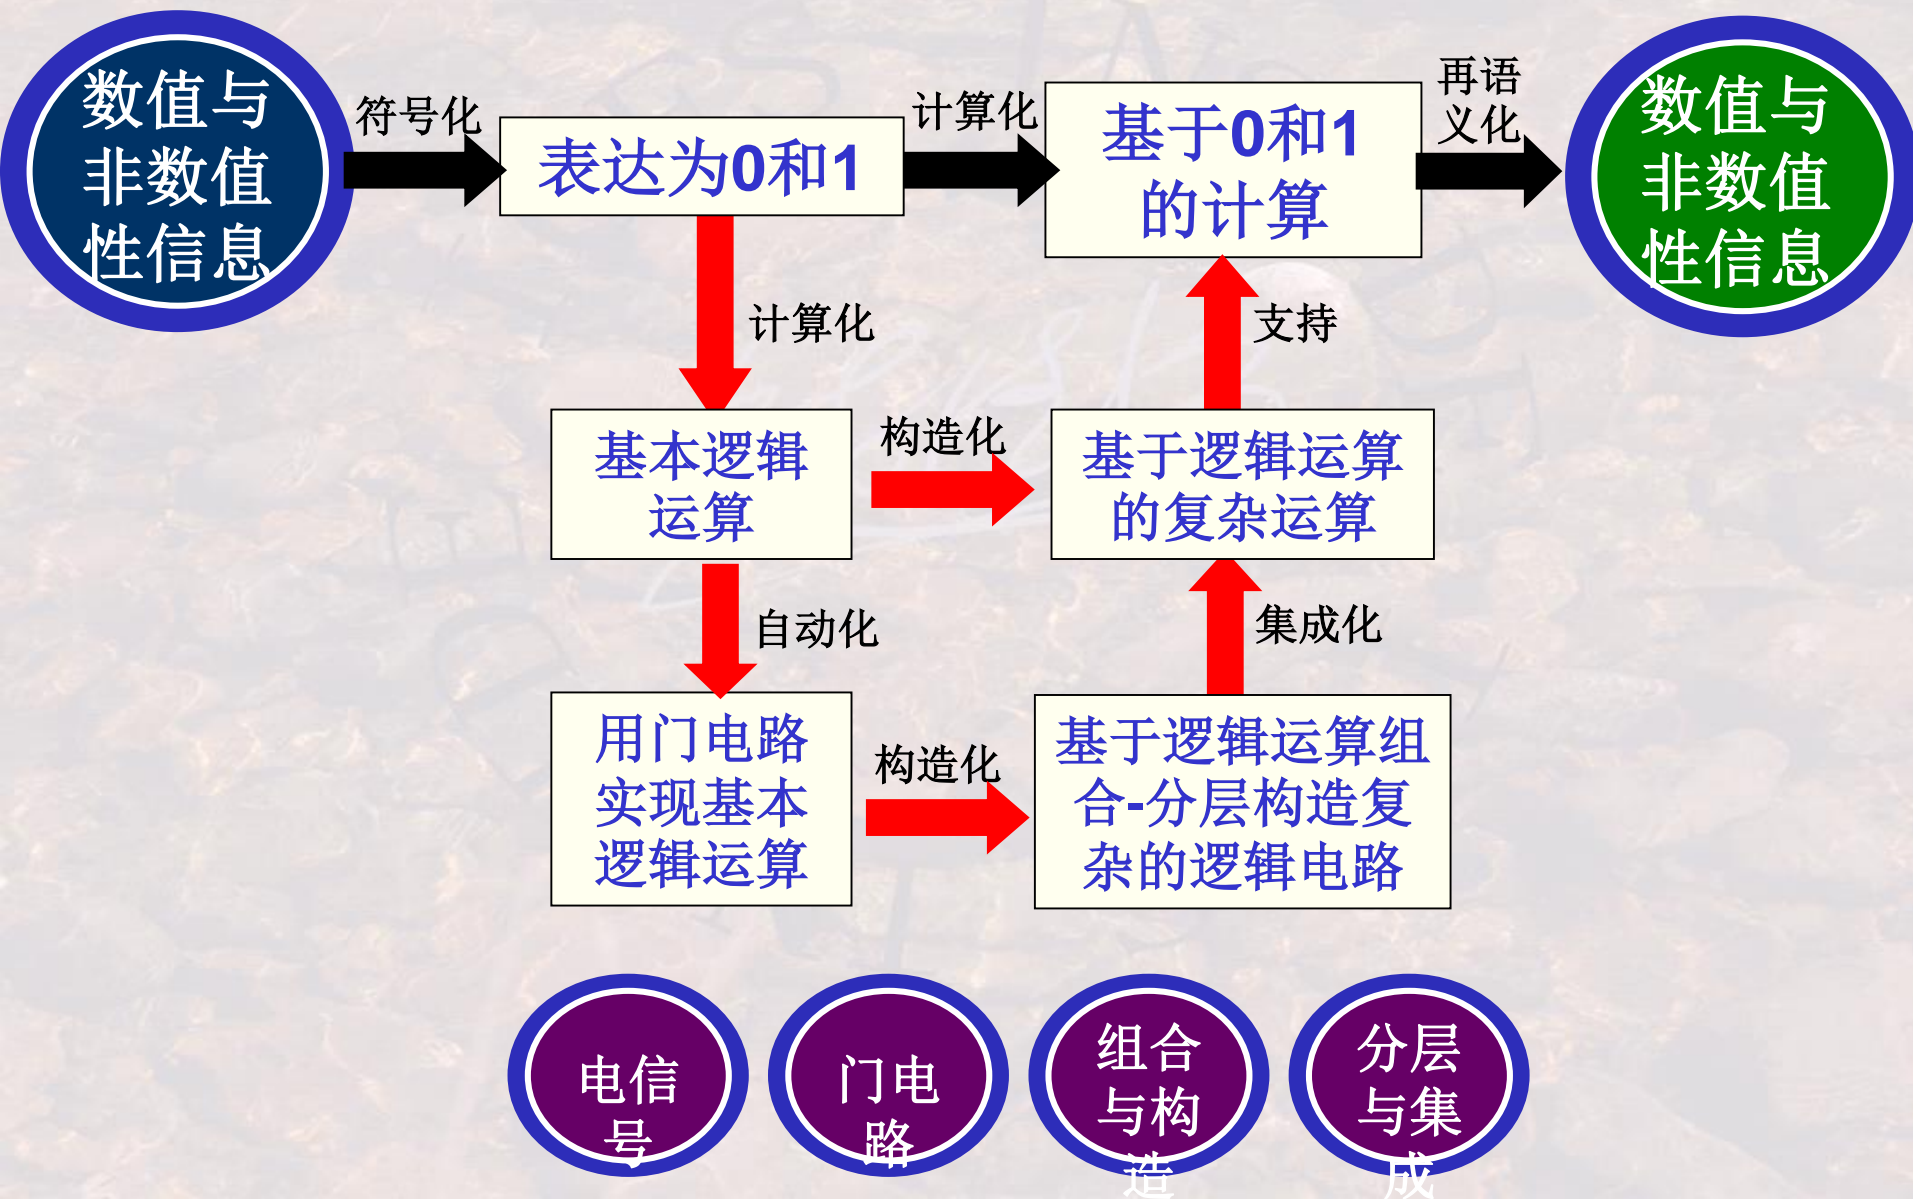 数值与
非数值
性信息
符号化
表达为0和1
计算化
基于0和1
的计算
再语
义化
数值与
非数值
性信息
计算化
支持
基本逻辑
运算
构造化
基于逻辑运算
的复杂运算
自动化
集成化
用门电路
实现基本
逻辑运算
构造化
基于逻辑运算组
合-分层构造复
杂的逻辑电路
电信
号
门电
路
组合
与构
造
分层
与集
成